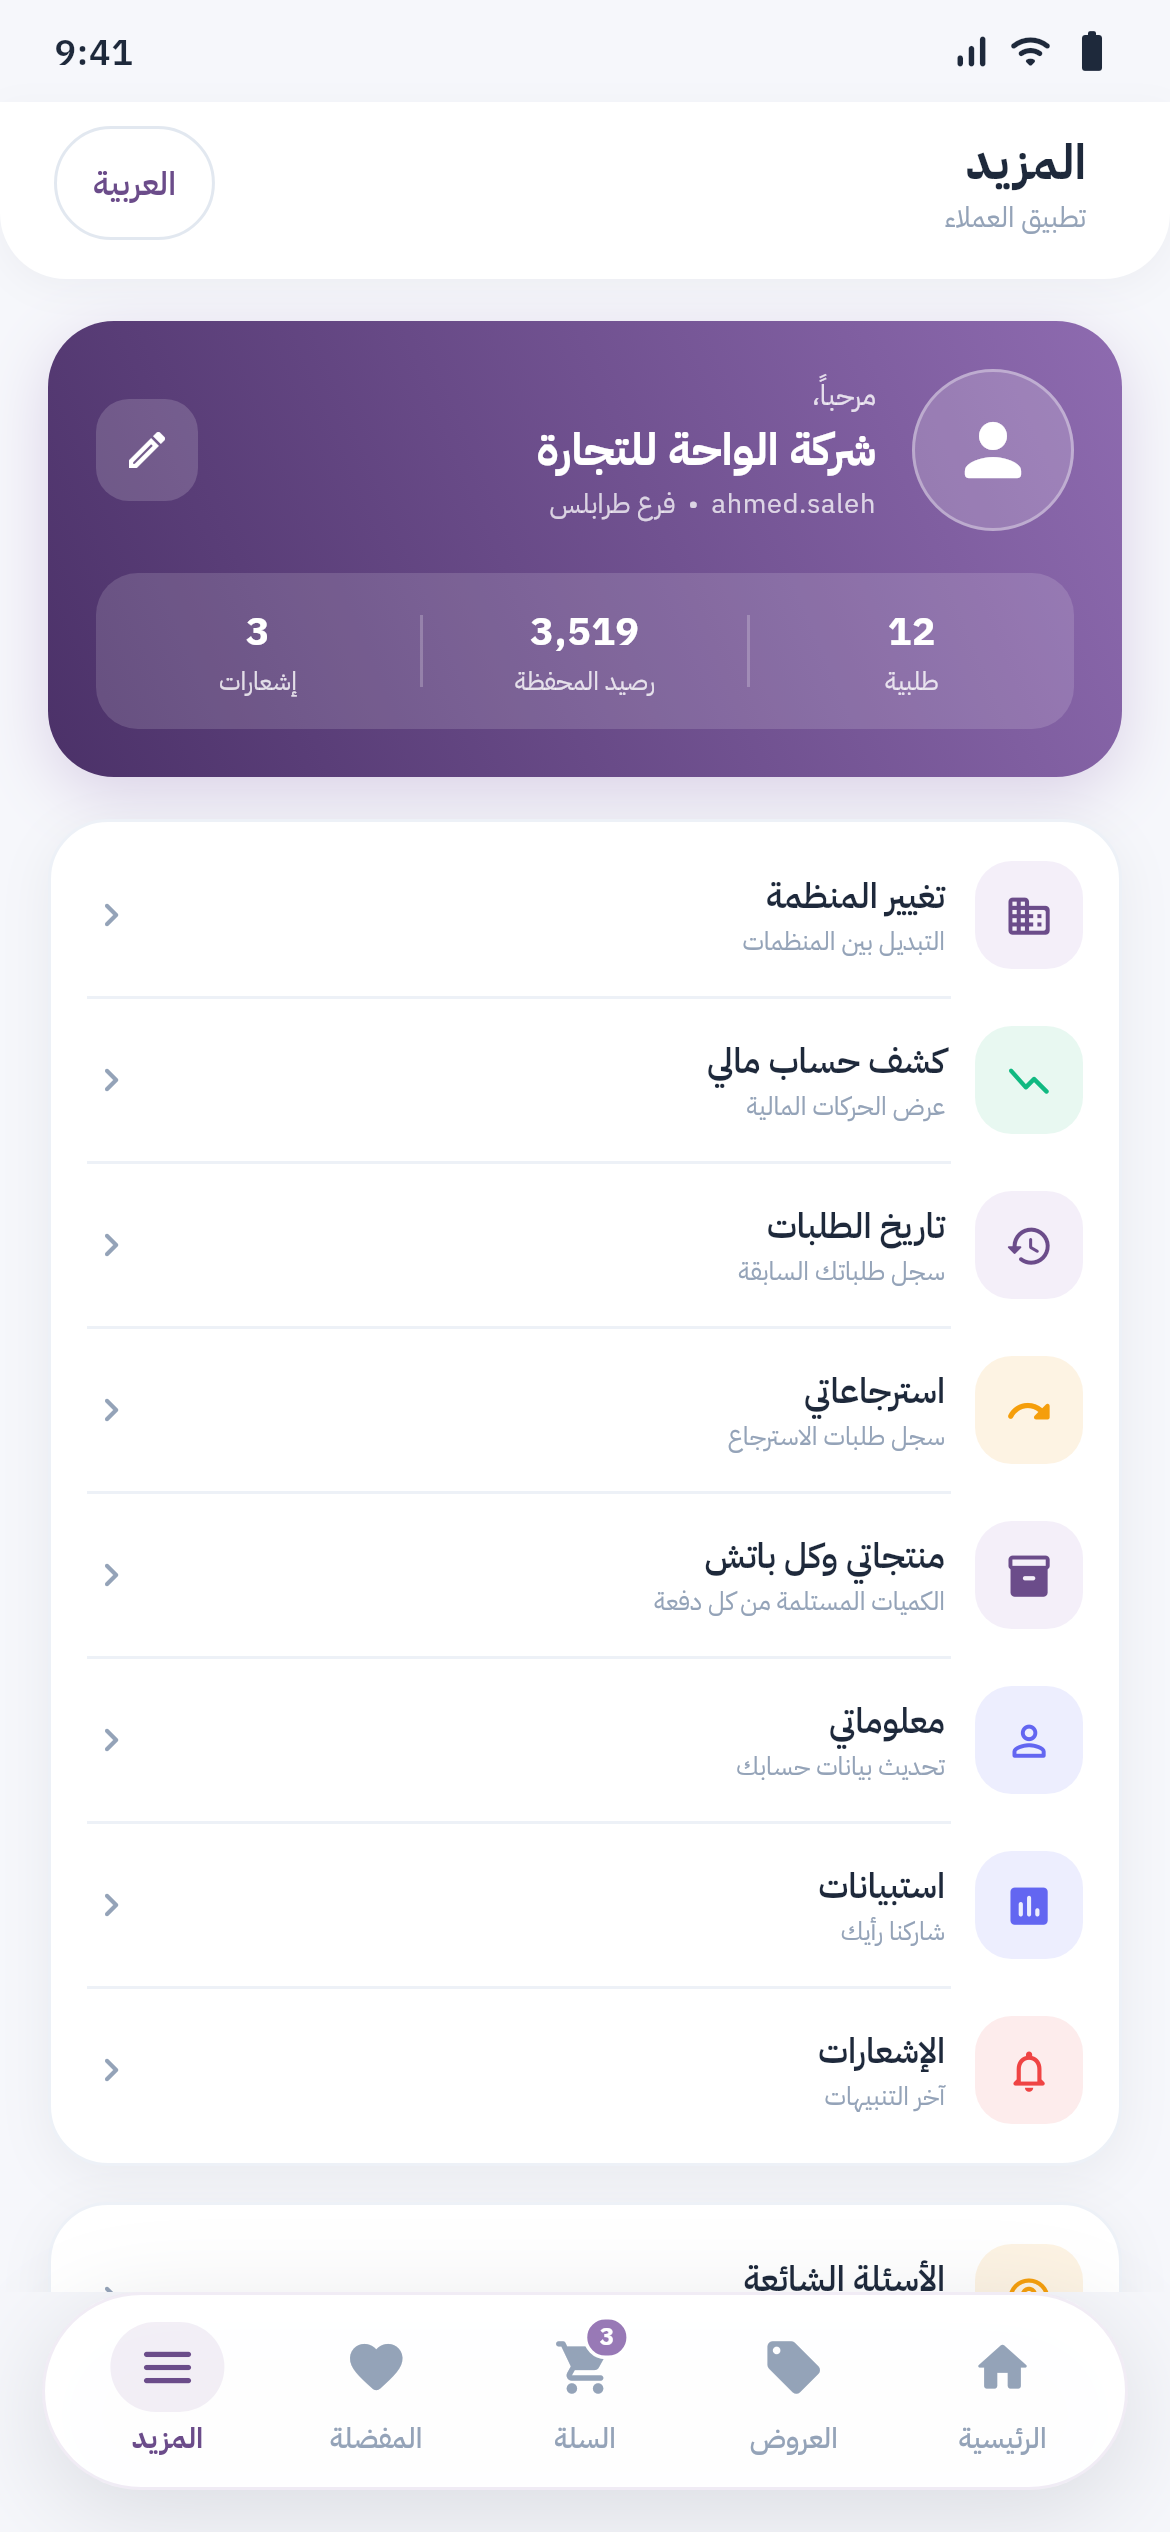 9:41
المزيد
العربية
تطبيق العملاء
مرحباً،
شركة الواحة للتجارة
ahmed.saleh • فرع طرابلس
12
3,519
3
طلبية
رصيد المحفظة
إشعارات
تغيير المنظمة
التبديل بين المنظمات
كشف حساب مالي
عرض الحركات المالية
تاريخ الطلبات
سجل طلباتك السابقة
استرجاعاتي
سجل طلبات الاسترجاع
منتجاتي وكل باتش
الكميات المستلمة من كل دفعة
معلوماتي
تحديث بيانات حسابك
استبيانات
شاركنا رأيك
الإشعارات
آخر التنبيهات
الأسئلة الشائعة
3
الرئيسية
العروض
السلة
المفضلة
المزيد